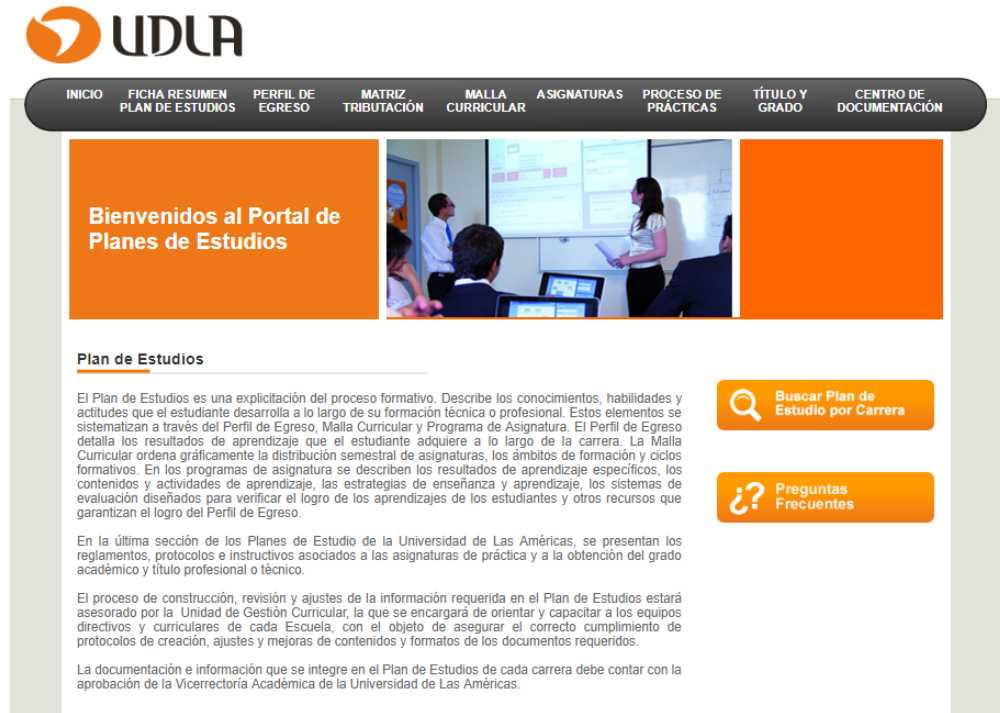 UDLA
INICIO
FICHA RESUMEN
PLAN DE ESTUDIOS
PERFIL DE
EGRESO
MATRIZ
TRIBUTACIÓN
MALLA
CURRICULAR
ASIGNATURAS
PROCESO DE
PRÁCTICAS
TÍTULO Y
GRADO
CENTRO DE
DOCUMENTACIÓN
Bienvenidos al Portal de
Planes de Estudios
Plan de Estudios
El Plan de Estudios es una explicitación del proceso formativo. Describe los conocimientos, habilidades y
actitudes que el estudiante desarrolla a lo largo de su formación técnica o profesional. Estos elementos se
sistematizan a través del Perfil de Egreso, Malla Curricular y Programa de Asignatura. El Perfil de Egreso
detalla los resultados de aprendizaje que el estudiante adquiere a lo largo de la carrera. La Malla
Curricular ordena gráficamente la distribución semestral de asignaturas, los ámbitos de formación y ciclos
formativos. En los programas de asignatura se describen los resultados de aprendizaje específicos, los
contenidos y actividades de aprendizaje, las estrategias de enseñanza y aprendizaje, los sistemas de
evaluación diseñados para verificar el logro de los aprendizajes de los estudiantes y otros recursos que
garantizan el logro del Perfil de Egreso.
En la última sección de los Planes de Estudio de la Universidad de Las Américas, se presentan los
reglamentos, protocolos e instructivos asociados a las asignaturas de práctica y a la obtención del grado
académico y título profesional o técnico.
El proceso de construcción, revisión y ajustes de la información requerida en el Plan de Estudios estará
asesorado por la Unidad de Gestión Curricular, la que se encargará de orientar y capacitar a los equipos
directivos y curriculares de cada Escuela, con el objeto de asegurar el correcto cumplimiento de
protocolos de creación, ajustes y mejoras de contenidos y formatos de los documentos requeridos.
La documentación e información que se integre en el Plan de Estudios de cada carrera debe contar con la
aprobación de la Vicerrectoría Académica de la Universidad de Las Américas.
Buscar Plan de
Estudio por Carrera
¿? Preguntas
Frecuentes